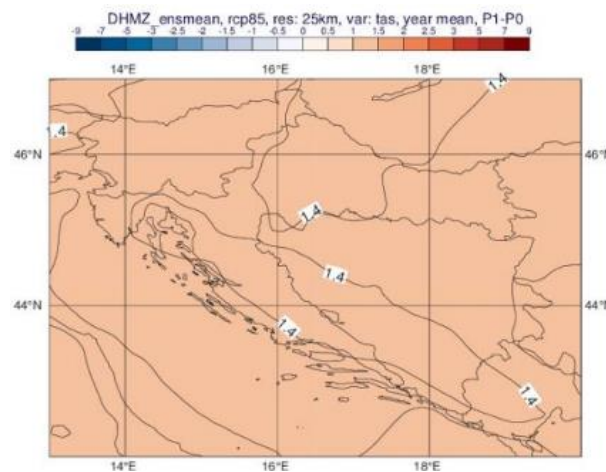 DHMZ_ensmean, rcp85, res: 25km, var: tas, year mean, P1-P0
-9 -7 -5 -3 -2.5 -2 -1.5 -1 -0.5 0 0.5 1 1.5 2 2.5 3 5 7 9
14°E 16°E 18°E
1.4
1.4
46°N 46°N
1.4
1.4
44°N 44°N
1.4
1.4
14°E 16°E 18°E